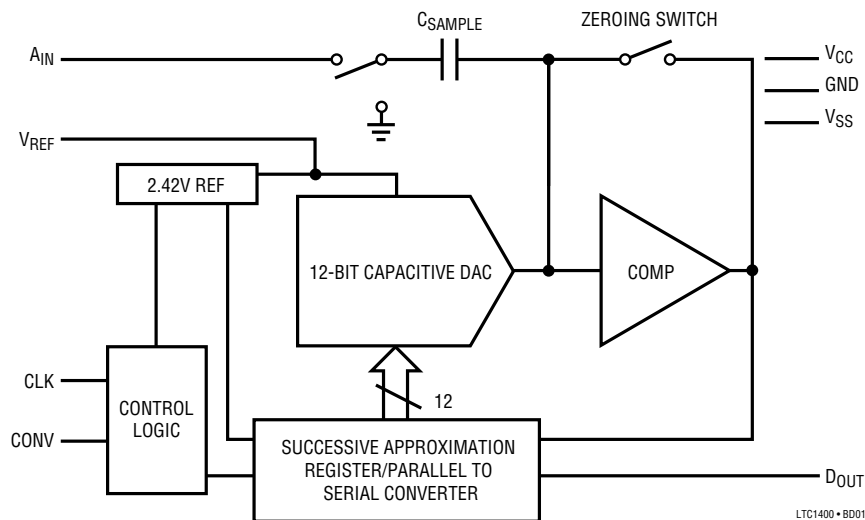 CSAMPLE
ZEROING SWITCH
AIN
VCC
GND
VSS
VREF
2.42V REF
12-BIT CAPACITIVE DAC
COMP
CLK
CONV
CONTROL
LOGIC
12
SUCCESSIVE APPROXIMATION
REGISTER/PARALLEL TO
SERIAL CONVERTER
DOUT
LTC1400 • BD01